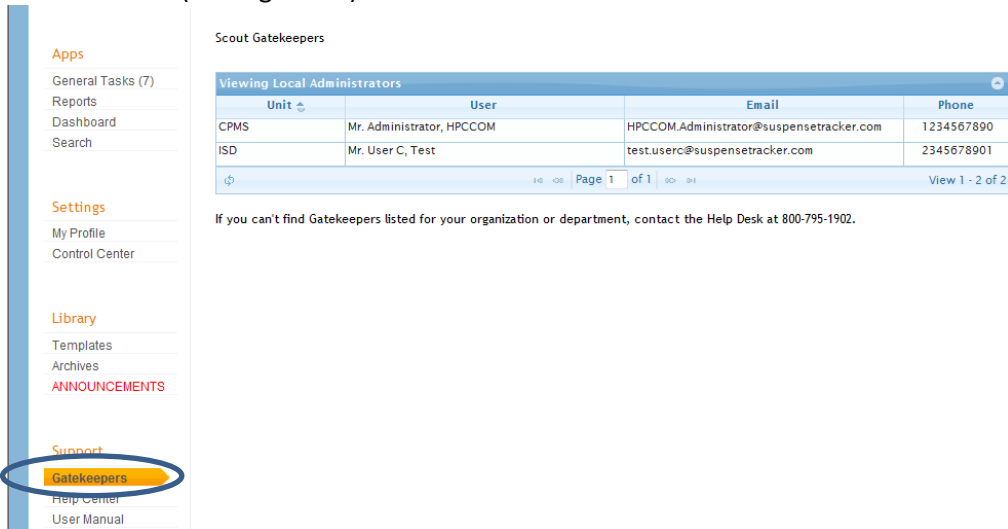 Scout Gatekeepers
Apps
General Tasks (7)
Reports
Dashboard
Search
Settings
My Profile
Control Center
Library
Templates
Archives
ANNOUNCEMENTS
Support
Gatekeepers
Help Center
User Manual
Viewing Local Administrators
Unit User Email Phone
CPMS Mr. Administrator, HPCCOM HPCCOM.Administrator@suspensetracker.com 1234567890
ISD Mr. User C, Test test.userc@suspensetracker.com 2345678901
Page 1 of 1 View 1 - 2 of 2
If you can't find Gatekeepers listed for your organization or department, contact the Help Desk at 800-795-1902.